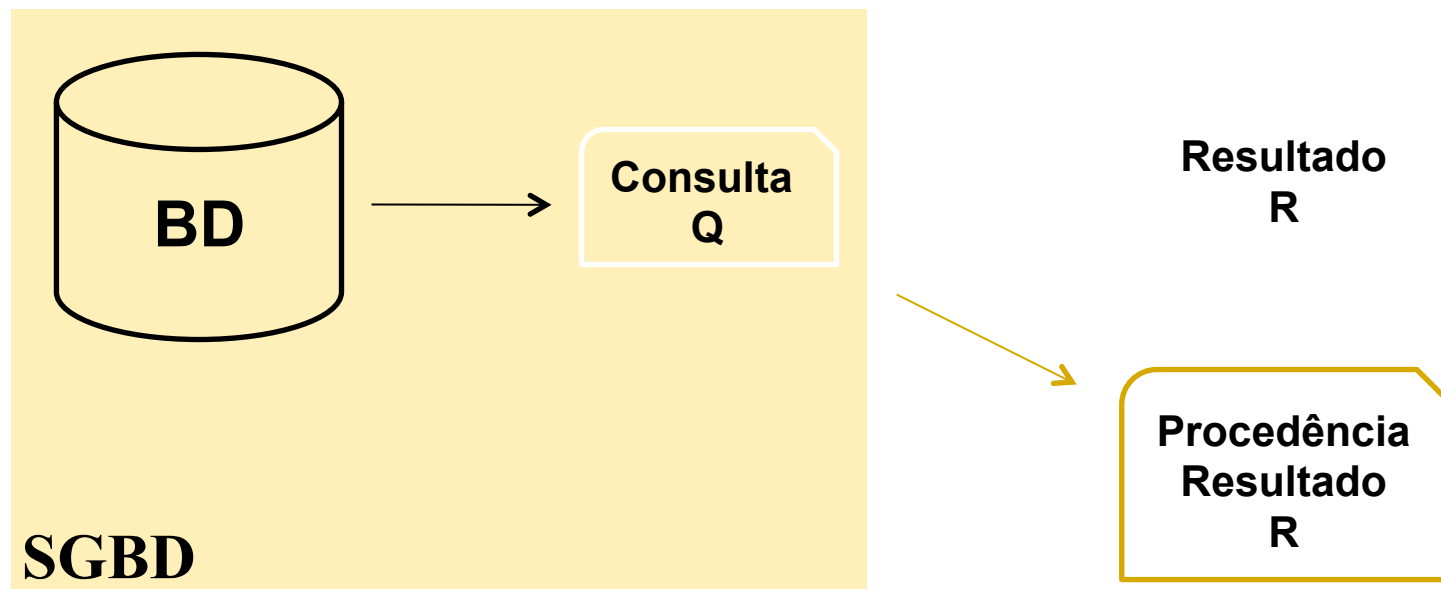 BD
Consulta
Q
Resultado
R
Procedência
Resultado
R
SGBD